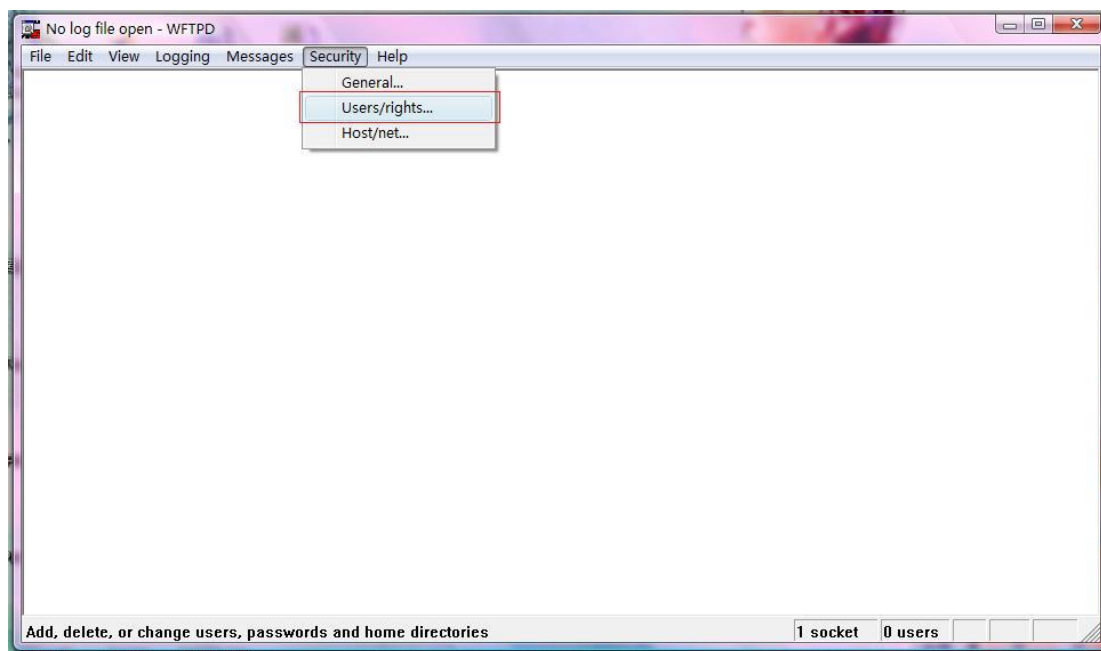 No log file open - WFTPD
File Edit View Logging Messages Security Help
General...
Users/rights...
Host/net...
Add, delete, or change users, passwords and home directories 1 socket 0 users